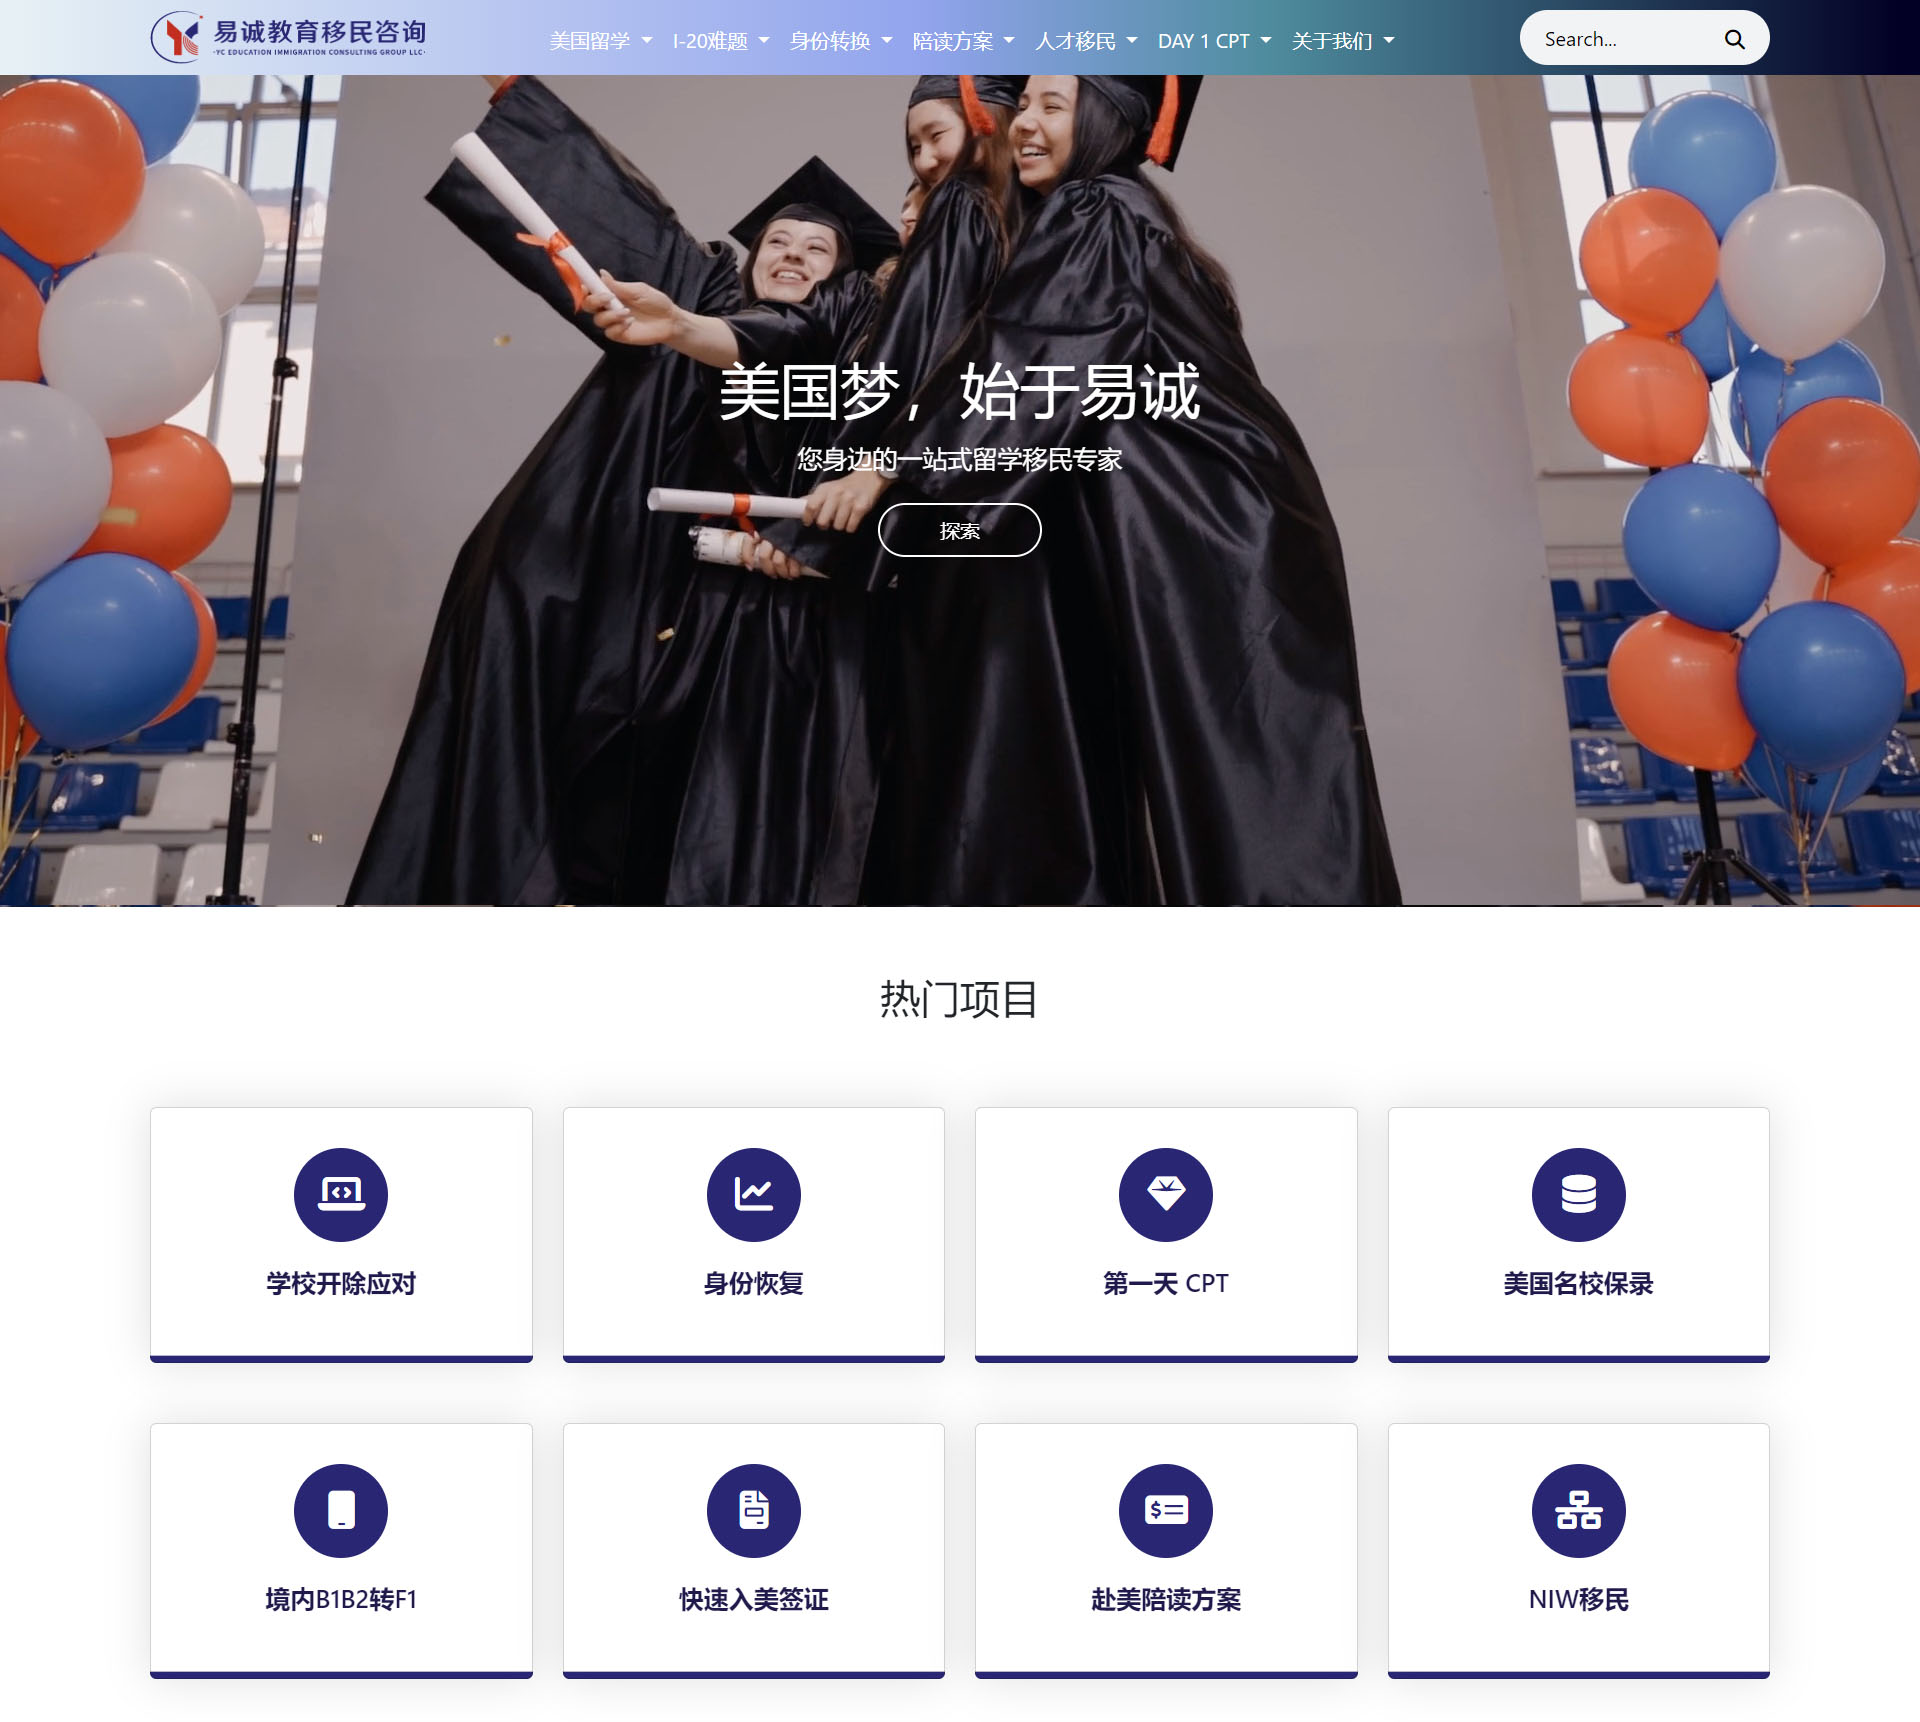 易诚教育移民咨询
·YC EDUCATION IMMIGRATION CONSULTING GROUP LLC·
美国留学
I-20难题
身份转换
陪读方案
人才移民
DAY 1 CPT
关于我们
Search...
美国梦，始于易诚
您身边的一站式留学移民专家
探索
热门项目
学校开除应对
身份恢复
第一天 CPT
美国名校保录
境内B1B2转F1
快速入美签证
赴美陪读方案
NIW移民